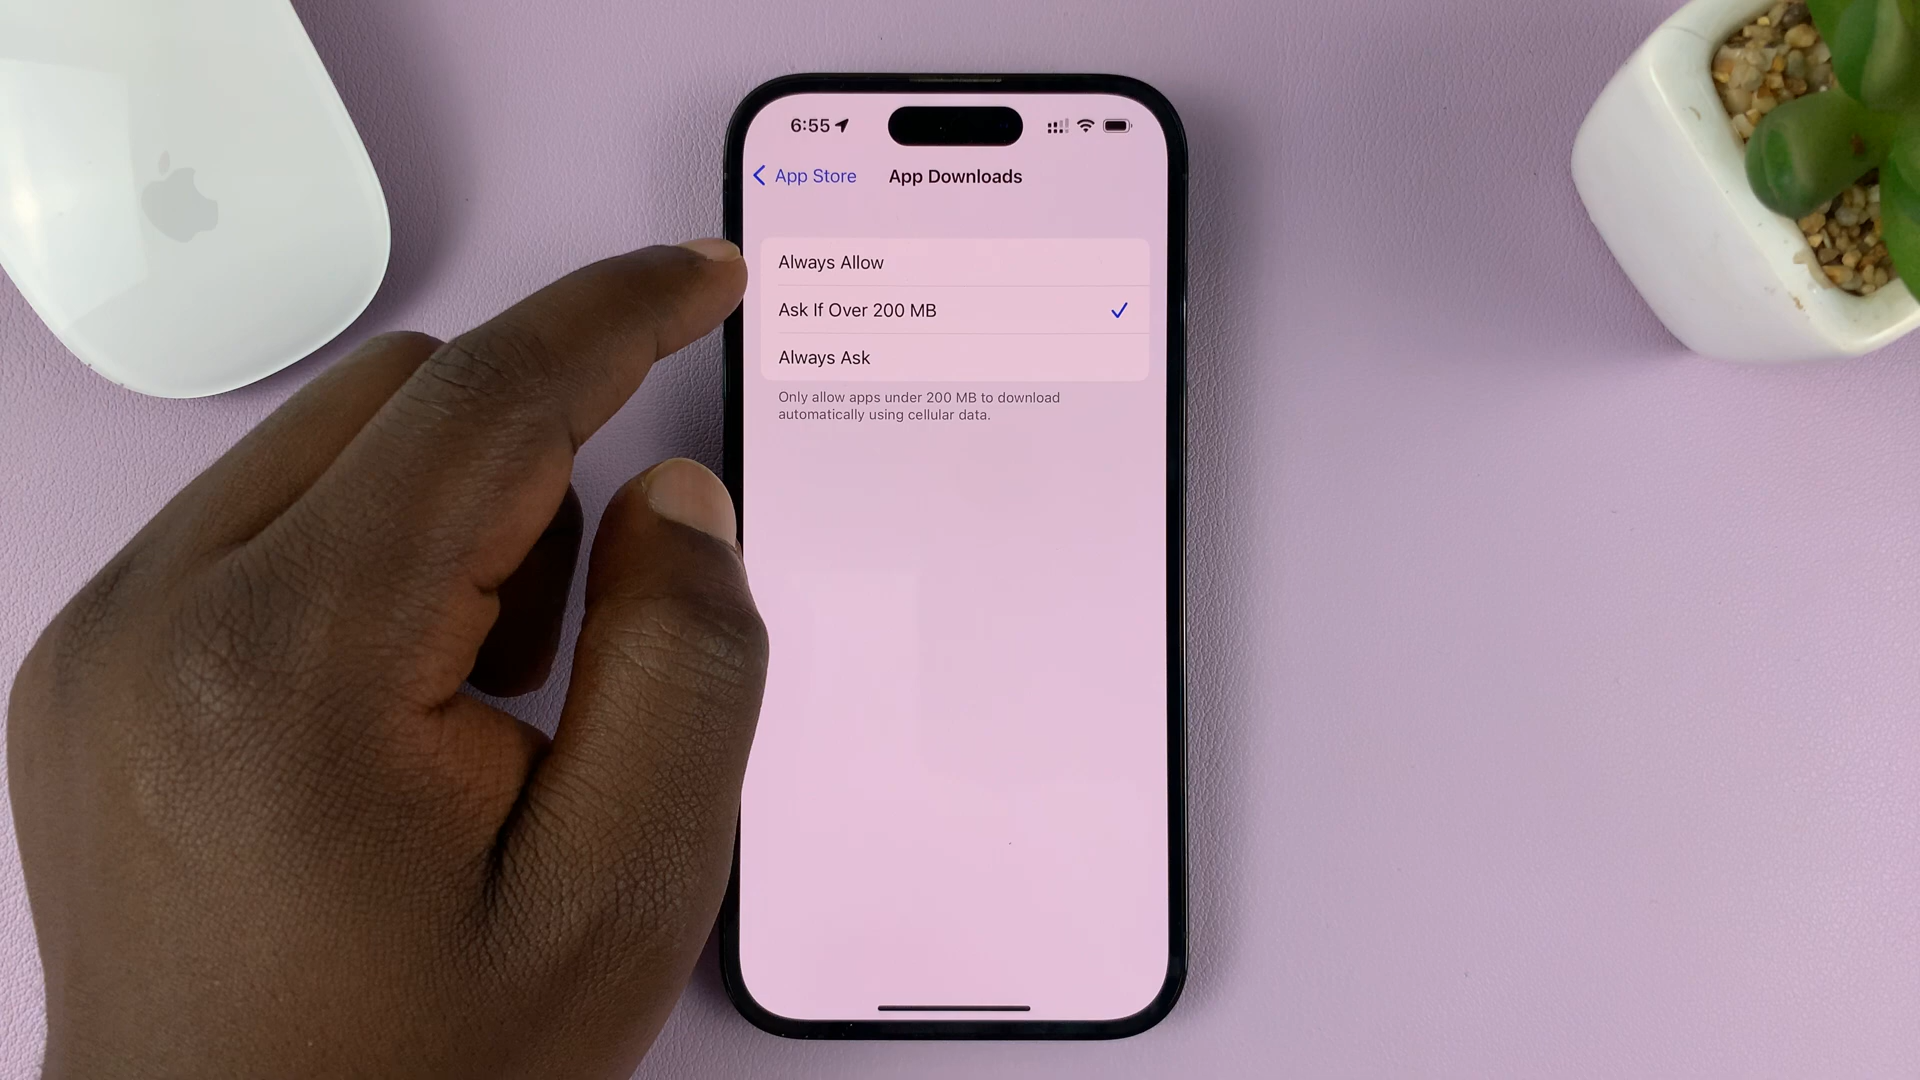 6:55
App Store
App Downloads
Always Allow
Ask If Over 200 MB
Always Ask
Only allow apps under 200 MB to download
automatically using cellular data.